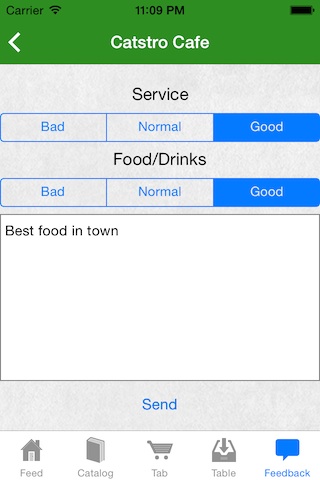 Carrier 11:09 PM
Catstro Cafe
Service
Bad Normal Good
Food/Drinks
Bad Normal Good
Best food in town
Send
Feed Catalog Tab Table Feedback